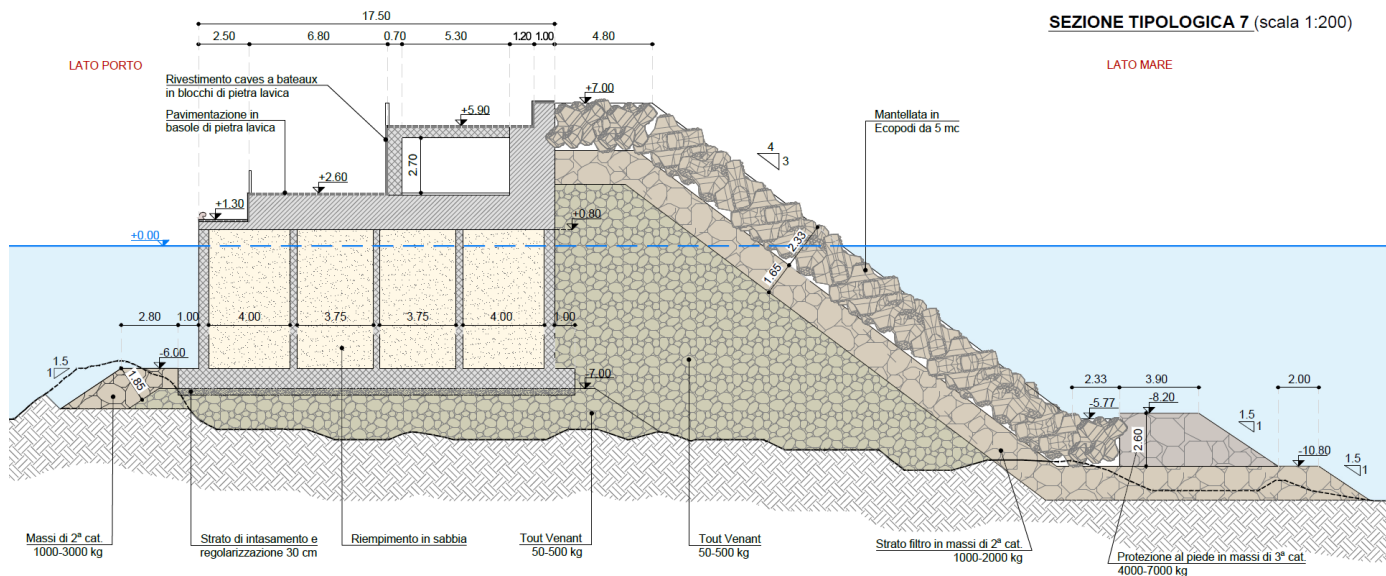 SEZIONE TIPOLOGICA 7 (scala 1:200)
17.50
2.50 6.80 0.70 5.30 1.20 1.00 4.80
LATO PORTO
LATO MARE
Rivestimento caves a bateaux
in blocchi di pietra lavica
Pavimentazione in
basole di pietra lavica
+7.00
+5.90
Mantellata in
Ecopodi da 5 mc
4
3
2.70
+2.60
+1.30
+0.80
+0.00
2.33
1.65
2.80 1.00 4.00 3.75 3.75 4.00 1.00
-6.00
1.5
1
1.85
-7.00
2.33 3.90 2.00
-5.77
-8.20
1.5
1
2.60
-10.80
1.5
1
Massi di 2ª cat.
1000-3000 kg
Strato di intasamento e
regolarizzazione 30 cm
Riempimento in sabbia
Tout Venant
50-500 kg
Tout Venant
50-500 kg
Strato filtro in massi di 2ª cat.
1000-2000 kg
Protezione al piede in massi di 3ª cat.
4000-7000 kg